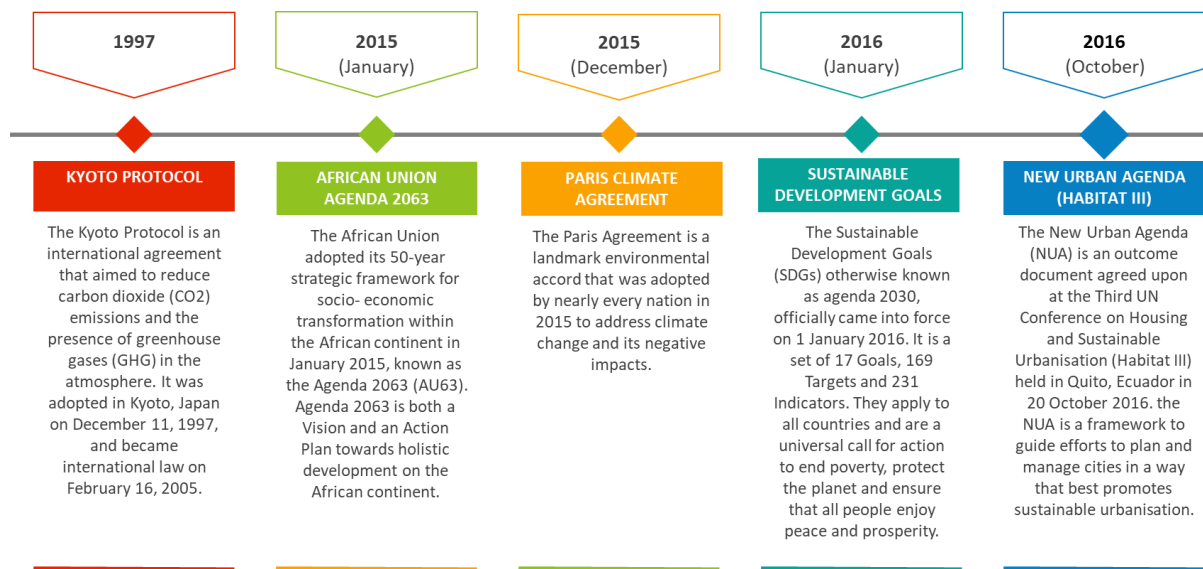 1997
2015
(January)
2015
(December)
2016
(January)
2016
(October)
KYOTO PROTOCOL
The Kyoto Protocol is an
international agreement
that aimed to reduce
carbon dioxide (CO2)
emissions and the
presence of greenhouse
gases (GHG) in the
atmosphere. It was
adopted in Kyoto, Japan
on December 11, 1997,
and became
international law on
February 16, 2005.
AFRICAN UNION
AGENDA 2063
The African Union
adopted its 50-year
strategic framework for
socio- economic
transformation within
the African continent in
January 2015, known as
the Agenda 2063 (AU63).
Agenda 2063 is both a
Vision and an Action
Plan towards holistic
development on the
African continent.
PARIS CLIMATE
AGREEMENT
The Paris Agreement is a
landmark environmental
accord that was adopted
by nearly every nation in
2015 to address climate
change and its negative
impacts.
SUSTAINABLE
DEVELOPMENT GOALS
The Sustainable
Development Goals
(SDGs) otherwise known
as agenda 2030,
officially came into force
on 1 January 2016. It is a
set of 17 Goals, 169
Targets and 231
Indicators. They apply to
all countries and are a
universal call for action
to end poverty, protect
the planet and ensure
that all people enjoy
peace and prosperity.
NEW URBAN AGENDA
(HABITAT III)
The New Urban Agenda
(NUA) is an outcome
document agreed upon
at the Third UN
Conference on Housing
and Sustainable
Urbanisation (Habitat III)
held in Quito, Ecuador in
20 October 2016. the
NUA is a framework to
guide efforts to plan and
manage cities in a way
that best promotes
sustainable urbanisation.